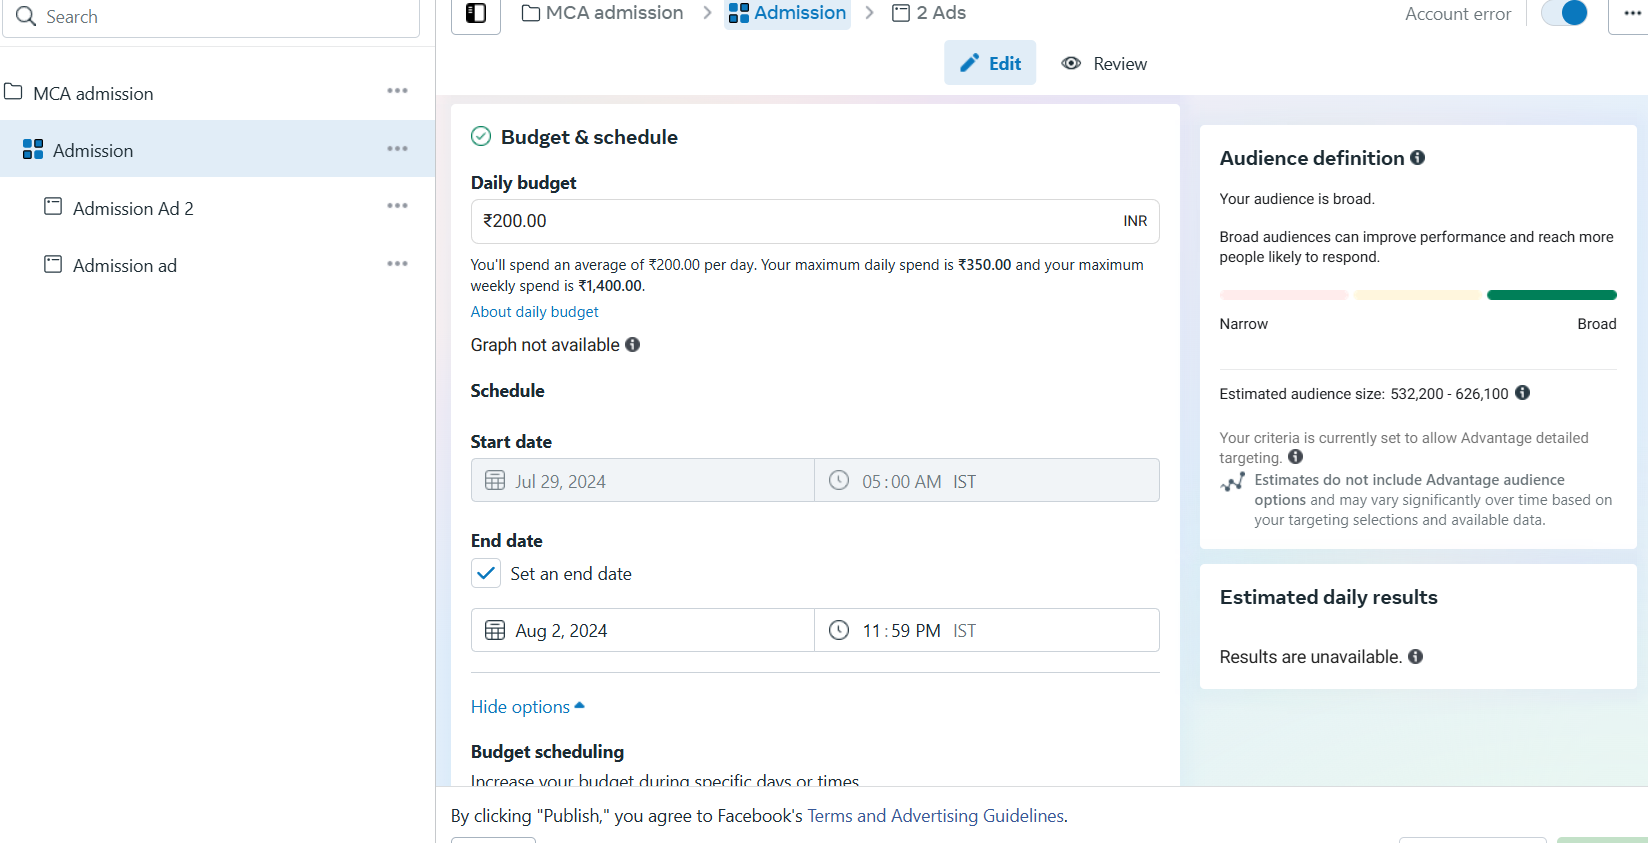 Search
MCA admission
Admission
Admission Ad 2
Admission ad
MCA admission > Admission > 2 Ads
Account error
Edit
Review
Budget & schedule
Daily budget
₹200.00 INR
You'll spend an average of ₹200.00 per day. Your maximum daily spend is ₹350.00 and your maximum
weekly spend is ₹1,400.00.
About daily budget
Graph not available
Schedule
Start date
Jul 29, 2024 05:00 AM IST
End date
Set an end date
Aug 2, 2024 11:59 PM IST
Hide options
Budget scheduling
Increase your budget during specific days or times
Audience definition
Your audience is broad.
Broad audiences can improve performance and reach more
people likely to respond.
Narrow Broad
Estimated audience size: 532,200 - 626,100
Your criteria is currently set to allow Advantage detailed
targeting.
Estimates do not include Advantage audience
options and may vary significantly over time based on
your targeting selections and available data.
Estimated daily results
Results are unavailable.
By clicking "Publish," you agree to Facebook's Terms and Advertising Guidelines.